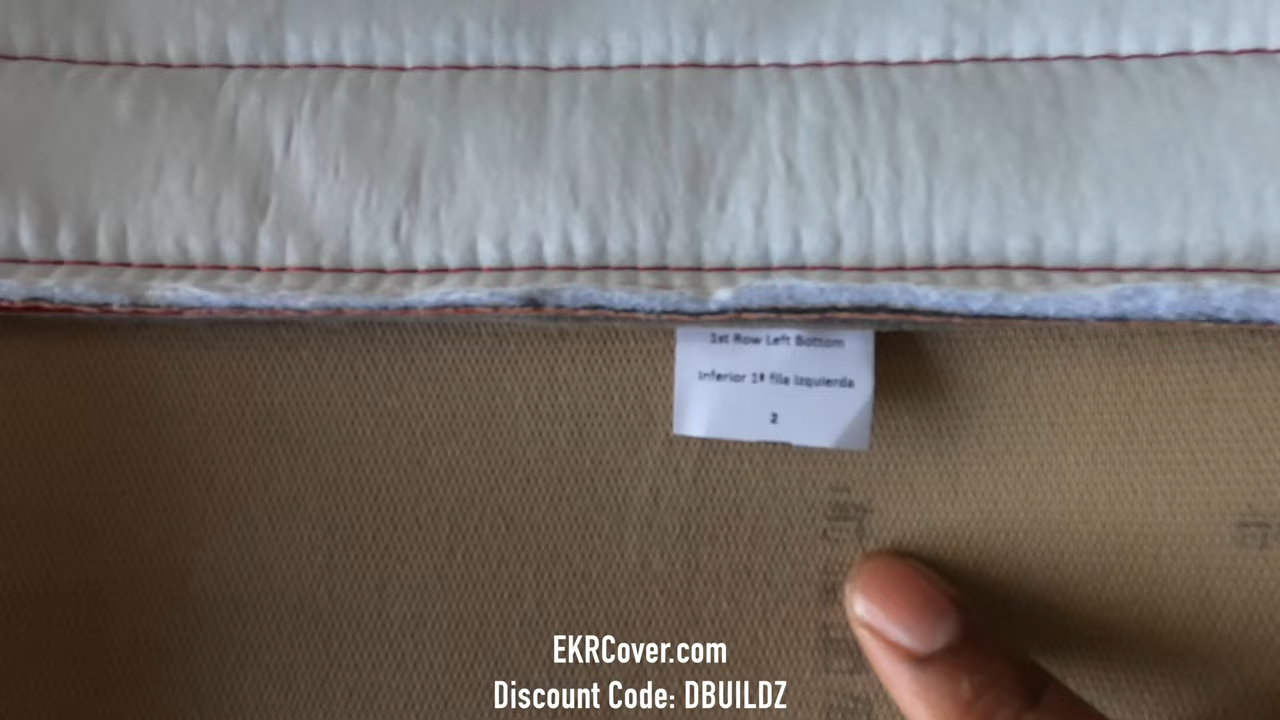 1st Row Left Bottom
Inferior 1ª fila izquierda
2
EKRCover.com
Discount Code: DBUILDZ